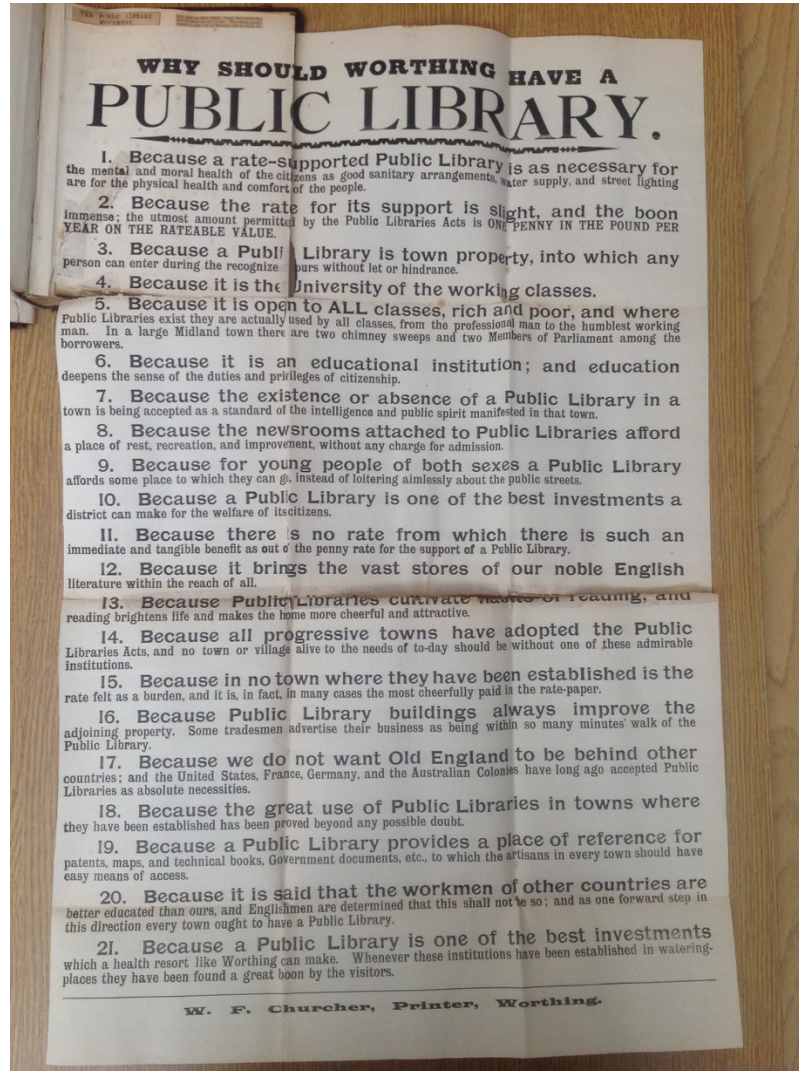 THE PUBLIC LIBRARY
MOVEMENT.
WHY SHOULD WORTHING HAVE A
PUBLIC LIBRARY.
1. Because a rate-supported Public Library is as necessary for
the mental and moral health of the citizens as good sanitary arrangements, water supply, and street lighting
are for the physical health and comfort of the people.
2. Because the rate for its support is slight, and the boon
immense; the utmost amount permitted by the Public Libraries Acts is ONE PENNY IN THE POUND PER
YEAR ON THE RATEABLE VALUE.
3. Because a Publi Library is town property, into which any
person can enter during the recognize ours without let or hindrance.
4. Because it is the University of the working classes.
5. Because it is open to ALL classes, rich and poor, and where
Public Libraries exist they are actually used by all classes, from the professional man to the humblest working
man. In a large Midland town there are two chimney sweeps and two Members of Parliament among the
borrowers.
6. Because it is an educational institution; and education
deepens the sense of the duties and privileges of citizenship.
7. Because the existence or absence of a Public Library in a
town is being accepted as a standard of the intelligence and public spirit manifested in that town.
8. Because the newsrooms attached to Public Libraries afford
a place of rest, recreation, and improvement, without any charge for admission.
9. Because for young people of both sexes a Public Library
affords some place to which they can go, instead of loitering aimlessly about the public streets.
10. Because a Public Library is one of the best investments a
district can make for the welfare of its citizens.
11. Because there is no rate from which there is such an
immediate and tangible benefit as out of the penny rate for the support of a Public Library.
12. Because it brings the vast stores of our noble English
literature within the reach of all.
13. Because Public Libraries cultivate habits of reading, and
reading brightens life and makes the home more cheerful and attractive.
14. Because all progressive towns have adopted the Public
Libraries Acts, and no town or village alive to the needs of to-day should be without one of these admirable
institutions.
15. Because in no town where they have been established is the
rate felt as a burden, and it is, in fact, in many cases the most cheerfully paid in the rate-paper.
16. Because Public Library buildings always improve the
adjoining property. Some tradesmen advertise their business as being within so many minutes' walk of the
Public Library.
17. Because we do not want Old England to be behind other
countries; and the United States, France, Germany, and the Australian Colonies have long ago accepted Public
Libraries as absolute necessities.
18. Because the great use of Public Libraries in towns where
they have been established has been proved beyond any possible doubt.
19. Because a Public Library provides a place of reference for
patents, maps, and technical books, Government documents, etc., to which the artisans in every town should have
easy means of access.
20. Because it is said that the workmen of other countries are
better educated than ours, and Englishmen are determined that this shall not be so; and as one forward step in
this direction every town ought to have a Public Library.
21. Because a Public Library is one of the best investments
which a health resort like Worthing can make. Whenever these institutions have been established in watering-
places they have been found a great boon by the visitors.
W. F. Churcher, Printer, Worthing.